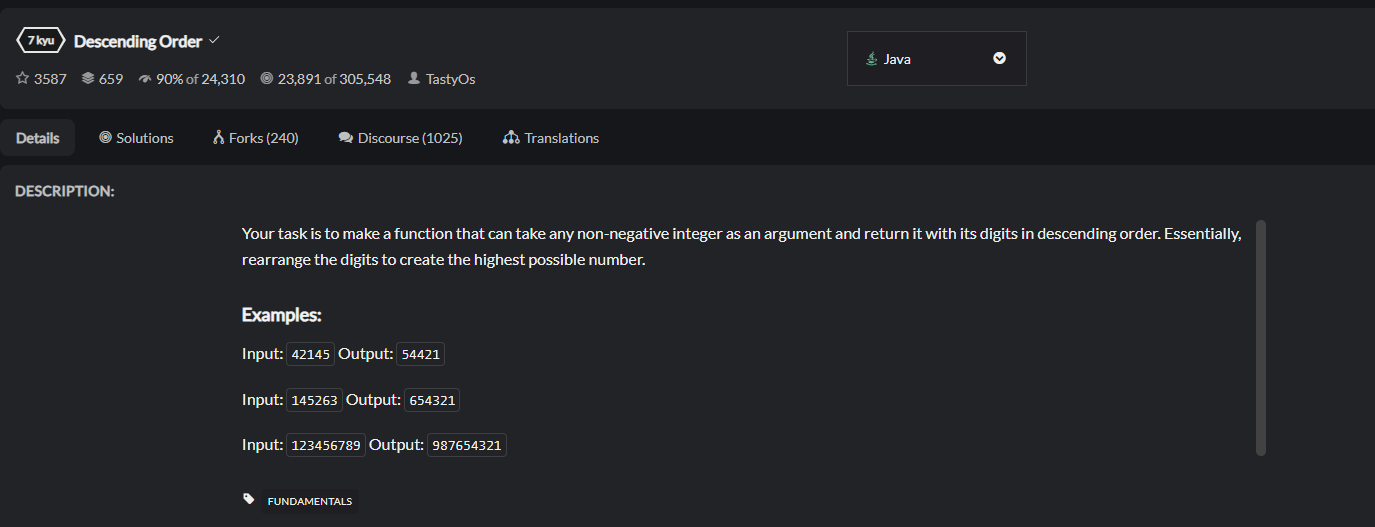 7 kyu Descending Order
3587 659 90% of 24,310 23,891 of 305,548 TastyOs
Java
Details Solutions Forks (240) Discourse (1025) Translations
DESCRIPTION:
Your task is to make a function that can take any non-negative integer as an argument and return it with its digits in descending order. Essentially,
rearrange the digits to create the highest possible number.
Examples:
Input: 42145 Output: 54421
Input: 145263 Output: 654321
Input: 123456789 Output: 987654321
FUNDAMENTALS